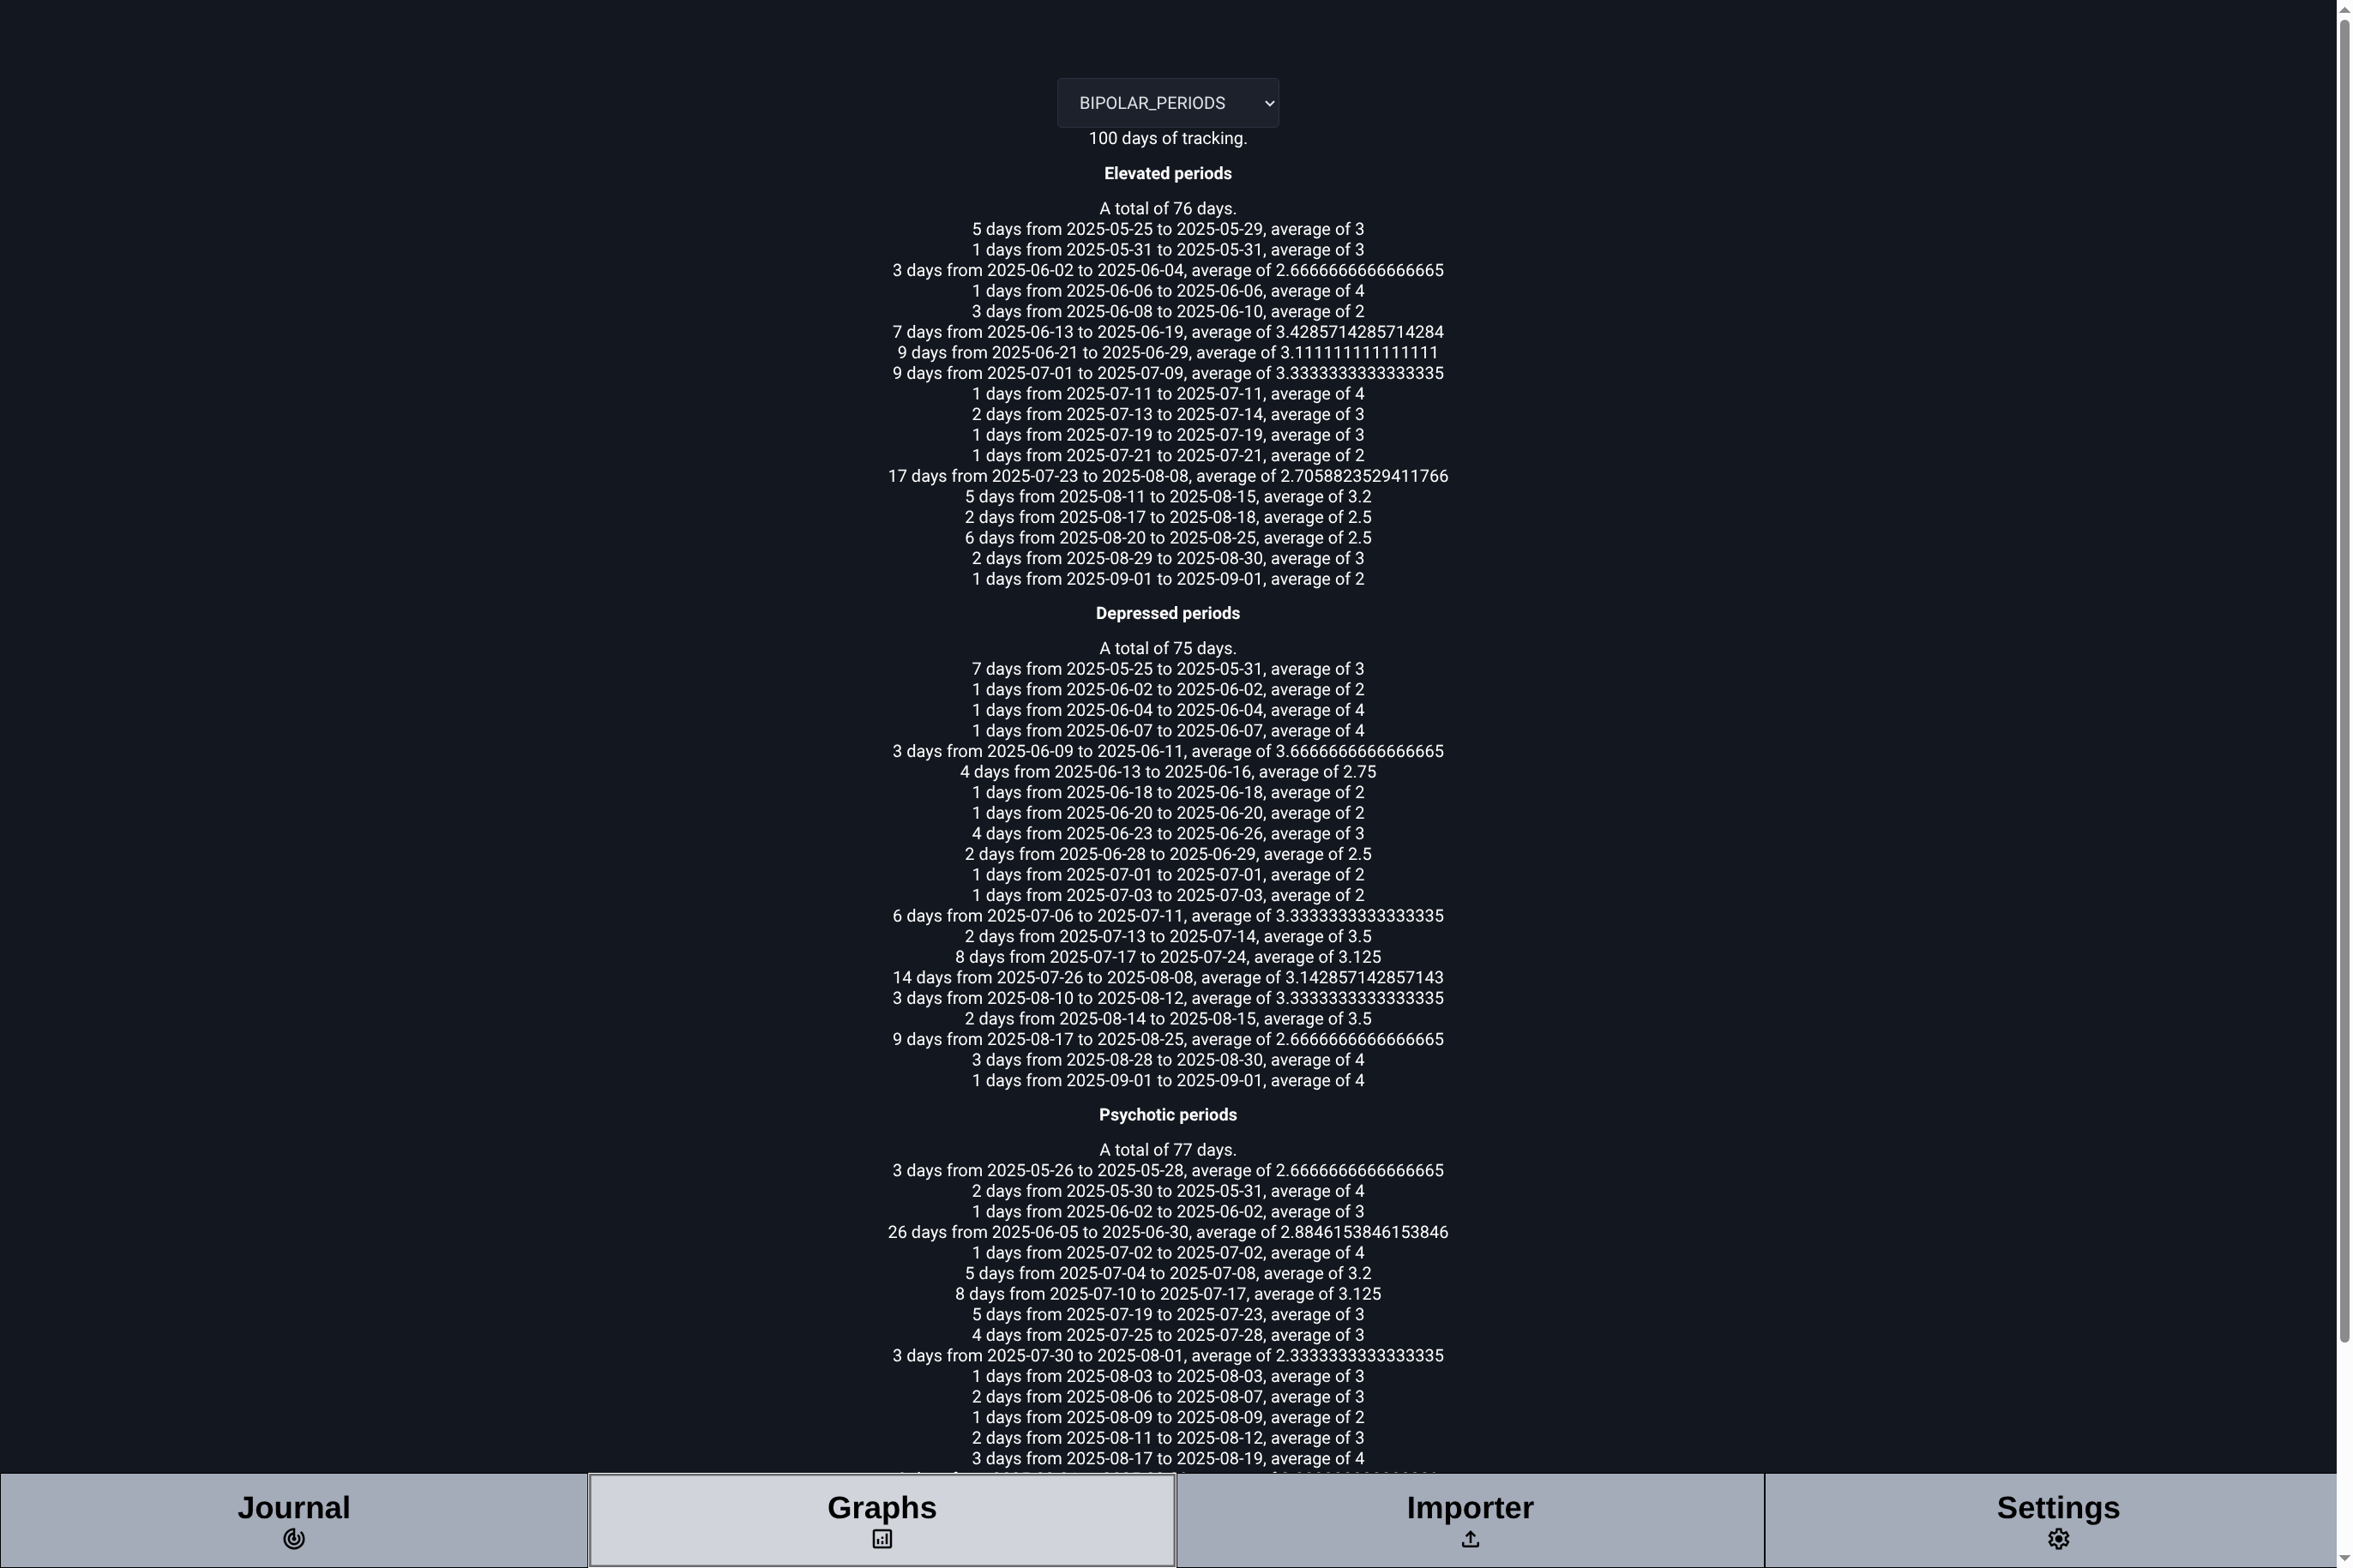 BIPOLAR_PERIODS
100 days of tracking.
Elevated periods
A total of 76 days.
5 days from 2025-05-25 to 2025-05-29, average of 3
1 days from 2025-05-31 to 2025-05-31, average of 3
3 days from 2025-06-02 to 2025-06-04, average of 2.6666666666666665
1 days from 2025-06-06 to 2025-06-06, average of 4
3 days from 2025-06-08 to 2025-06-10, average of 2
7 days from 2025-06-13 to 2025-06-19, average of 3.4285714285714284
9 days from 2025-06-21 to 2025-06-29, average of 3.111111111111111
9 days from 2025-07-01 to 2025-07-09, average of 3.3333333333333335
1 days from 2025-07-11 to 2025-07-11, average of 4
2 days from 2025-07-13 to 2025-07-14, average of 3
1 days from 2025-07-19 to 2025-07-19, average of 3
1 days from 2025-07-21 to 2025-07-21, average of 2
17 days from 2025-07-23 to 2025-08-08, average of 2.7058823529411766
5 days from 2025-08-11 to 2025-08-15, average of 3.2
2 days from 2025-08-17 to 2025-08-18, average of 2.5
6 days from 2025-08-20 to 2025-08-25, average of 2.5
2 days from 2025-08-29 to 2025-08-30, average of 3
1 days from 2025-09-01 to 2025-09-01, average of 2
Depressed periods
A total of 75 days.
7 days from 2025-05-25 to 2025-05-31, average of 3
1 days from 2025-06-02 to 2025-06-02, average of 2
1 days from 2025-06-04 to 2025-06-04, average of 4
1 days from 2025-06-07 to 2025-06-07, average of 4
3 days from 2025-06-09 to 2025-06-11, average of 3.6666666666666665
4 days from 2025-06-13 to 2025-06-16, average of 2.75
1 days from 2025-06-18 to 2025-06-18, average of 2
1 days from 2025-06-20 to 2025-06-20, average of 2
4 days from 2025-06-23 to 2025-06-26, average of 3
2 days from 2025-06-28 to 2025-06-29, average of 2.5
1 days from 2025-07-01 to 2025-07-01, average of 2
1 days from 2025-07-03 to 2025-07-03, average of 2
6 days from 2025-07-06 to 2025-07-11, average of 3.3333333333333335
2 days from 2025-07-13 to 2025-07-14, average of 3.5
8 days from 2025-07-17 to 2025-07-24, average of 3.125
14 days from 2025-07-26 to 2025-08-08, average of 3.142857142857143
3 days from 2025-08-10 to 2025-08-12, average of 3.3333333333333335
2 days from 2025-08-14 to 2025-08-15, average of 3.5
9 days from 2025-08-17 to 2025-08-25, average of 2.6666666666666665
3 days from 2025-08-28 to 2025-08-30, average of 4
1 days from 2025-09-01 to 2025-09-01, average of 4
Psychotic periods
A total of 77 days.
3 days from 2025-05-26 to 2025-05-28, average of 2.6666666666666665
2 days from 2025-05-30 to 2025-05-31, average of 4
1 days from 2025-06-02 to 2025-06-02, average of 3
26 days from 2025-06-05 to 2025-06-30, average of 2.8846153846153846
1 days from 2025-07-02 to 2025-07-02, average of 4
5 days from 2025-07-04 to 2025-07-08, average of 3.2
8 days from 2025-07-10 to 2025-07-17, average of 3.125
5 days from 2025-07-19 to 2025-07-23, average of 3
4 days from 2025-07-25 to 2025-07-28, average of 3
3 days from 2025-07-30 to 2025-08-01, average of 2.3333333333333335
1 days from 2025-08-03 to 2025-08-03, average of 3
2 days from 2025-08-06 to 2025-08-07, average of 3
1 days from 2025-08-09 to 2025-08-09, average of 2
2 days from 2025-08-11 to 2025-08-12, average of 3
3 days from 2025-08-17 to 2025-08-19, average of 4
Journal
Graphs
Importer
Settings